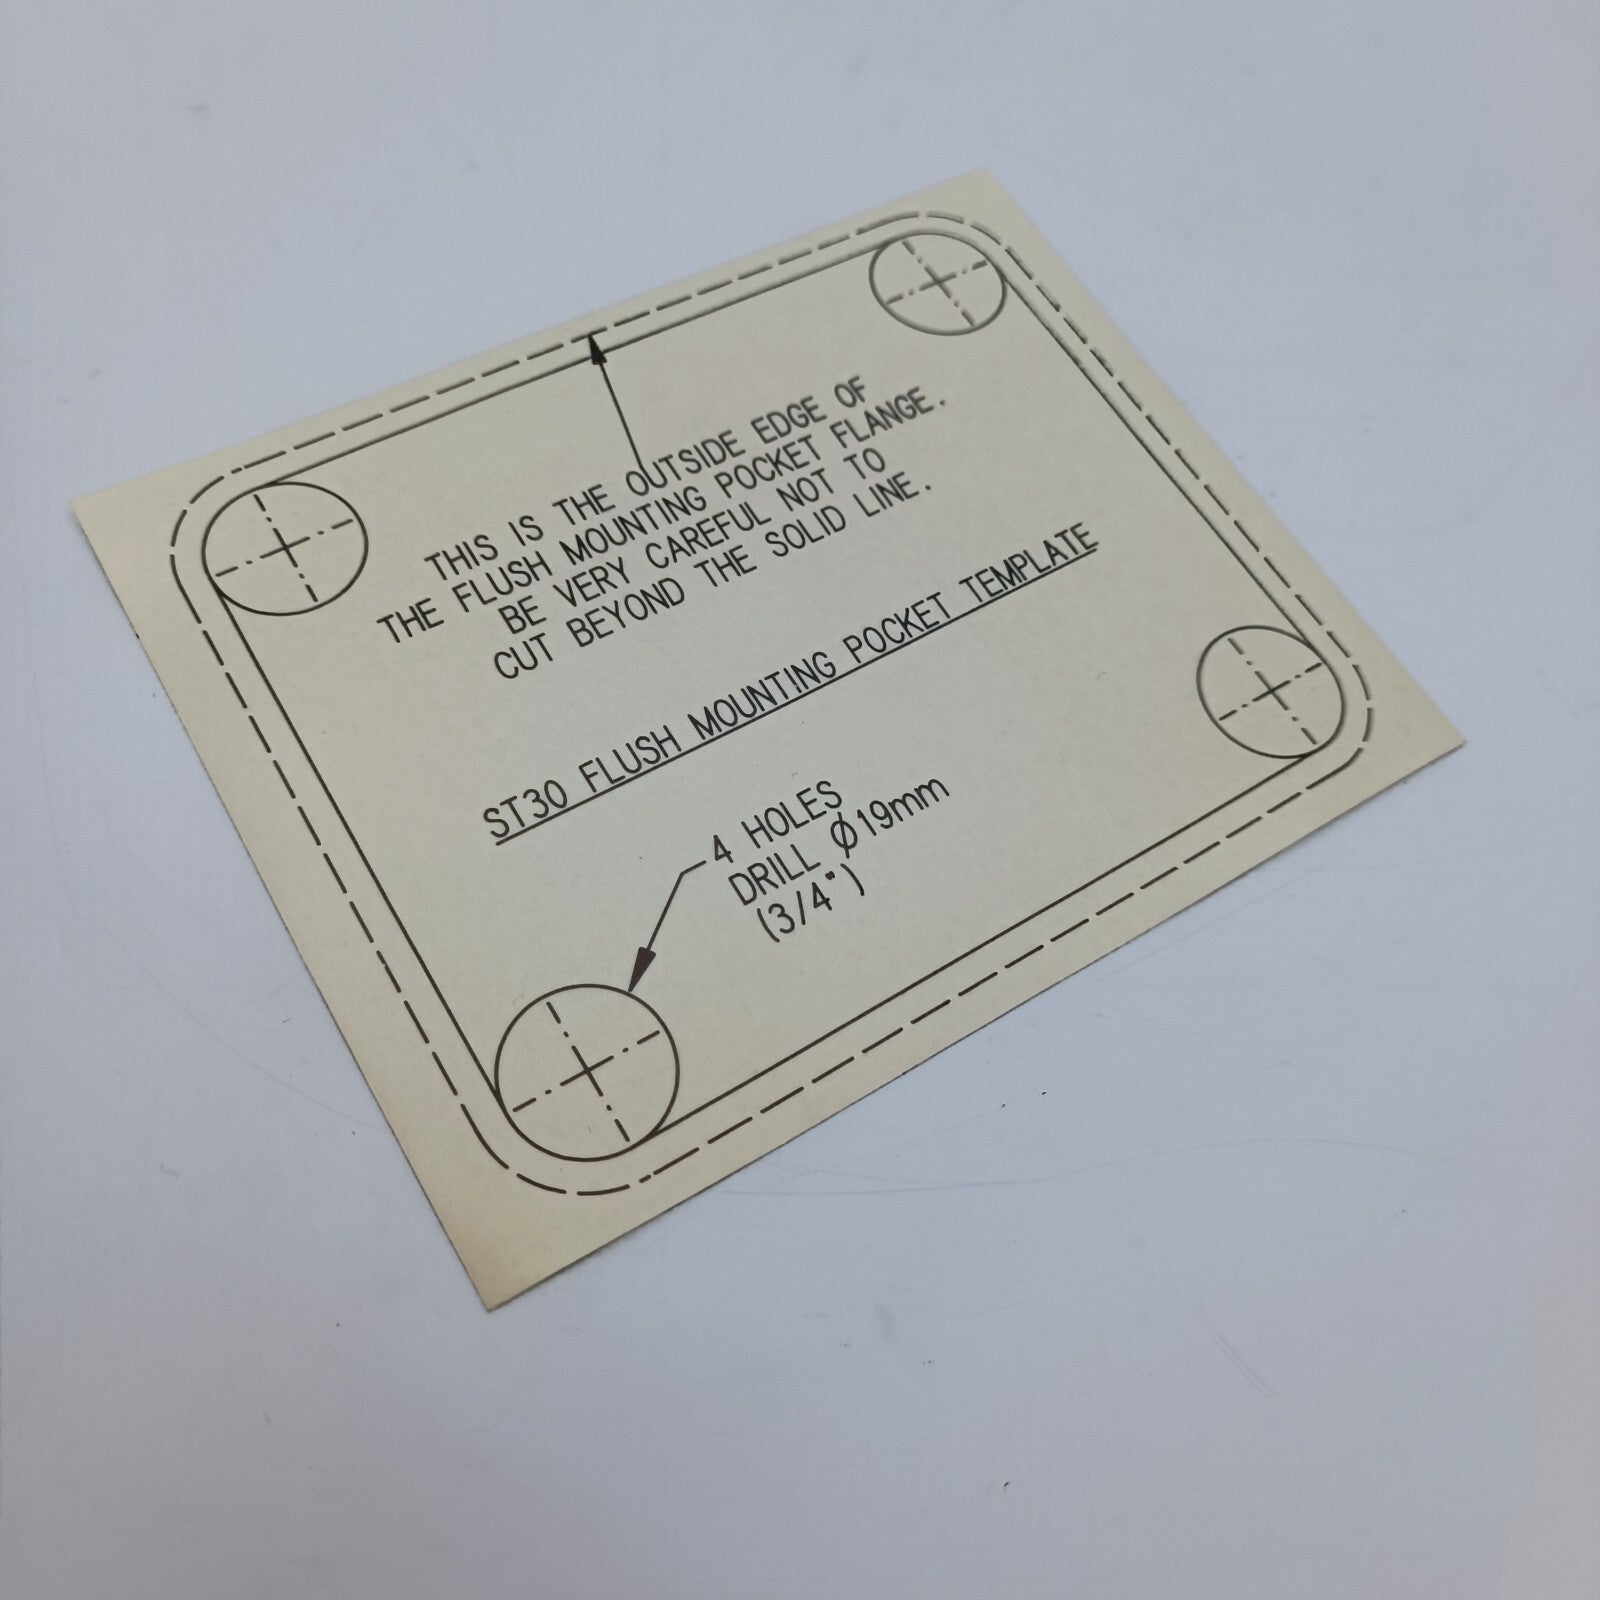 THIS IS THE OUTSIDE EDGE OF
THE FLUSH MOUNTING POCKET FLANGE.
BE VERY CAREFUL NOT TO
CUT BEYOND THE SOLID LINE.
ST30 FLUSH MOUNTING POCKET TEMPLATE
4 HOLES
DRILL Ø19mm
(3/4")